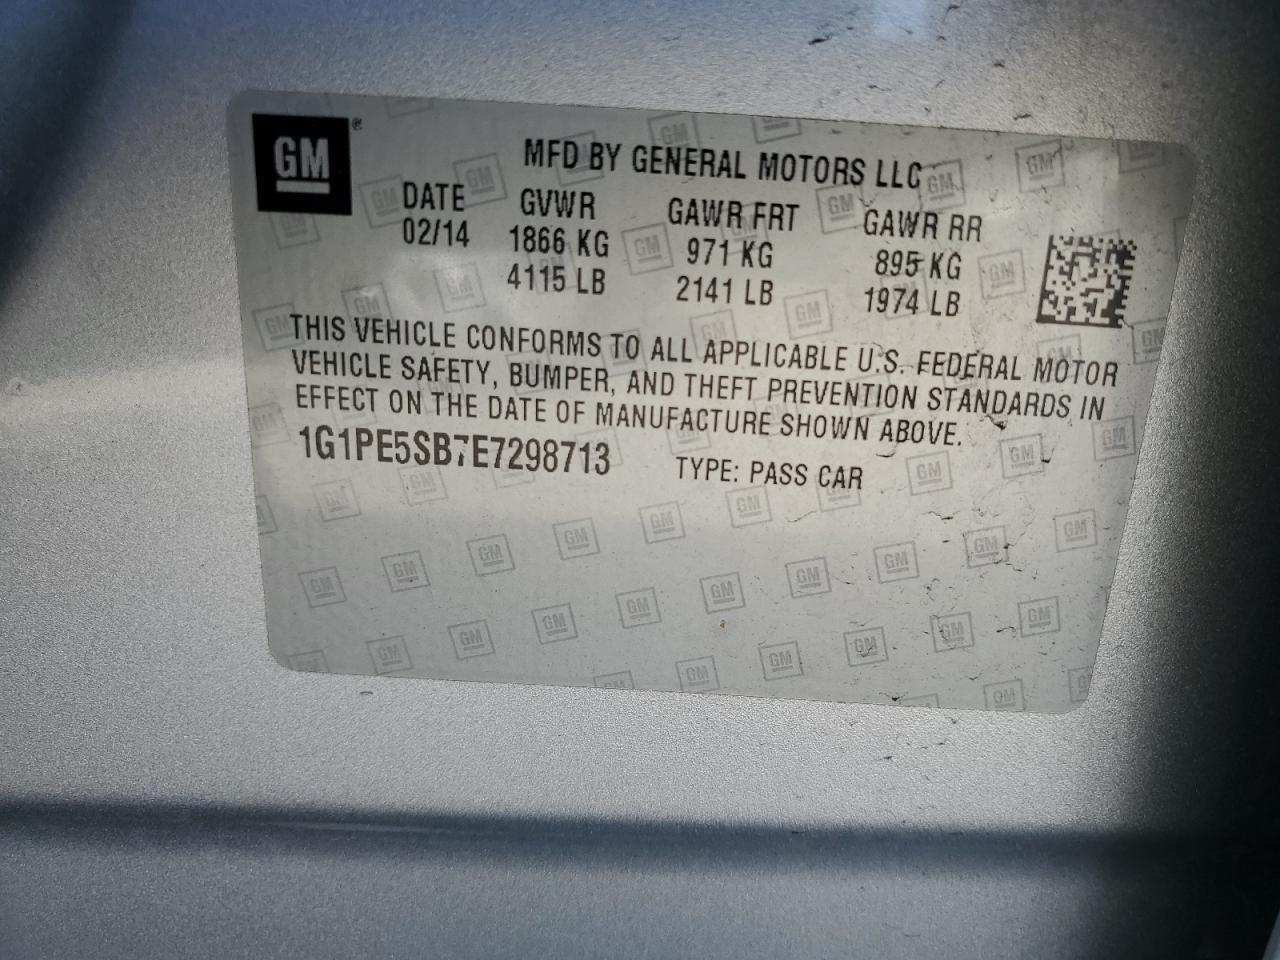 GM
MFD BY GENERAL MOTORS LLC
DATE GVWR GAWR FRT GAWR RR
02/14 1866 KG 971 KG 895 KG
4115 LB 2141 LB 1974 LB
THIS VEHICLE CONFORMS TO ALL APPLICABLE U.S. FEDERAL MOTOR
VEHICLE SAFETY, BUMPER, AND THEFT PREVENTION STANDARDS IN
EFFECT ON THE DATE OF MANUFACTURE SHOWN ABOVE.
1G1PE5SB7E7298713 TYPE: PASS CAR